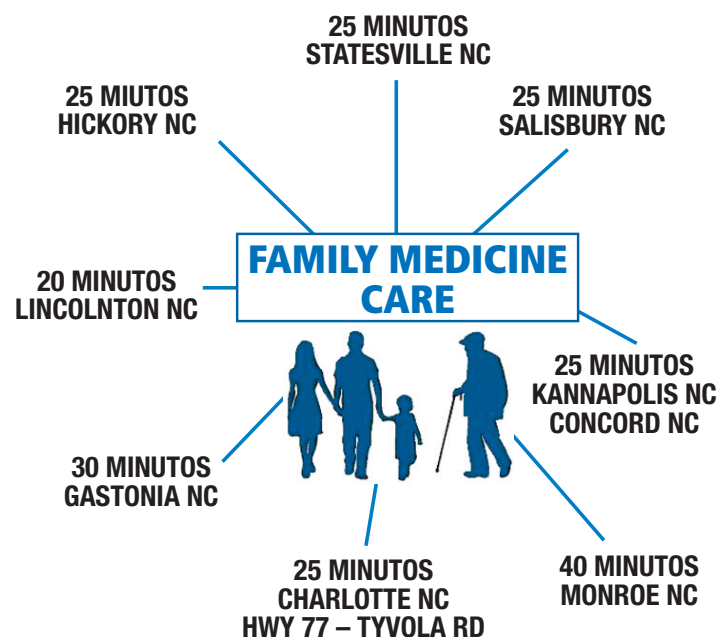 25 MINUTOS
STATESVILLE NC
25 MIUTOS
HICKORY NC
25 MINUTOS
SALISBURY NC
FAMILY MEDICINE
CARE
20 MINUTOS
LINCOLNTON NC
25 MINUTOS
KANNAPOLIS NC
CONCORD NC
30 MINUTOS
GASTONIA NC
25 MINUTOS
CHARLOTTE NC
HWY 77 – TYVOLA RD
40 MINUTOS
MONROE NC